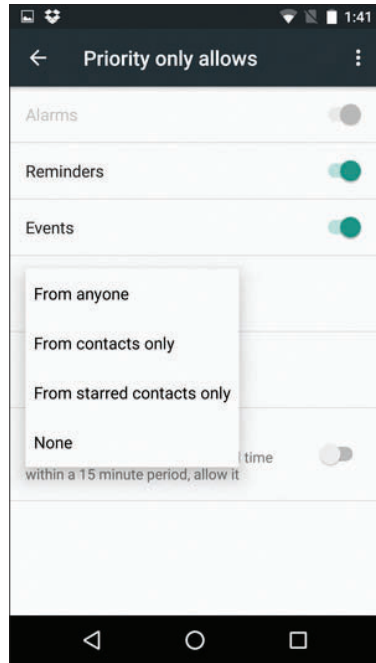 1:41
Priority only allows
Alarms
Reminders
Events
From anyone
From contacts only
From starred contacts only
None
time
within a 15 minute period, allow it